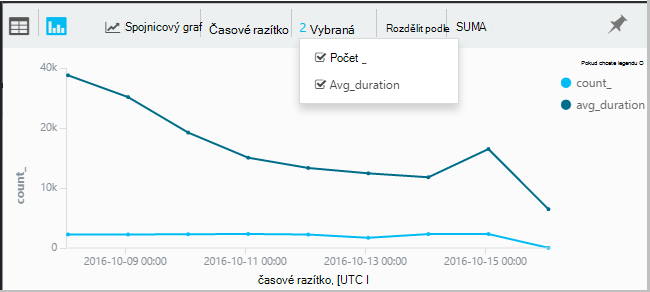 Spojnicový graf
Časové razítko
2 Vybraná
Rozdělit podle
SUMA
Počet _
Avg_duration
Pokud chcete legendu O
count_
avg_duration
40k
20k
10k
0
count_
2016-10-09 00:00
2016-10-11 00:00
2016-10-13 00:00
2016-10-15 00:00
časové razítko, [UTC l